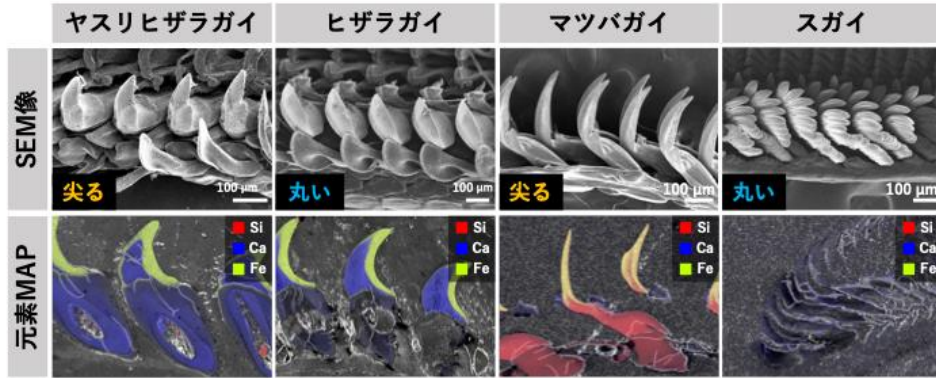 ヤスリヒザラガイ
ヒザラガイ
マツバガイ
スガイ
SEM像
尖る
100 μm
丸い
100 μm
尖る
100 μm
丸い
100 μm
元素MAP
Si
Ca
Fe
Si
Ca
Fe
Si
Ca
Fe
Si
Ca
Fe